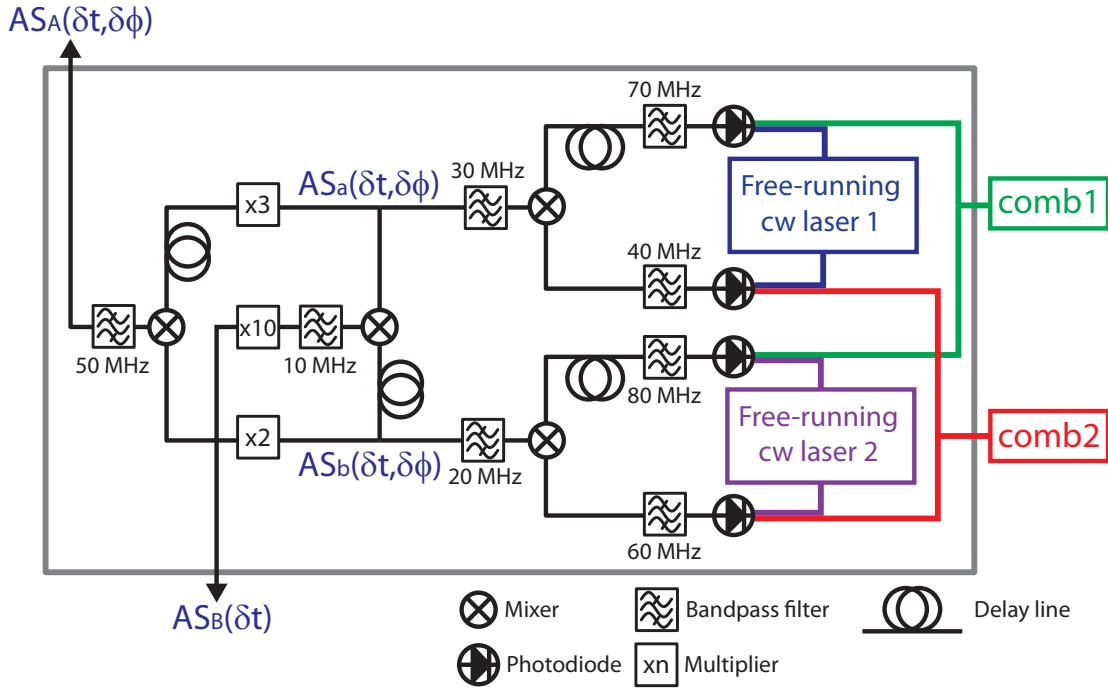 ASA(δt,δϕ)
70 MHz
ASa(δt,δϕ)
30 MHz
x3
Free-running
cw laser 1
comb1
40 MHz
x10
50 MHz
10 MHz
80 MHz
Free-running
cw laser 2
comb2
x2
ASb(δt,δϕ)
20 MHz
60 MHz
ASB(δt)
Mixer
Bandpass filter
Delay line
Photodiode
xn
Multiplier